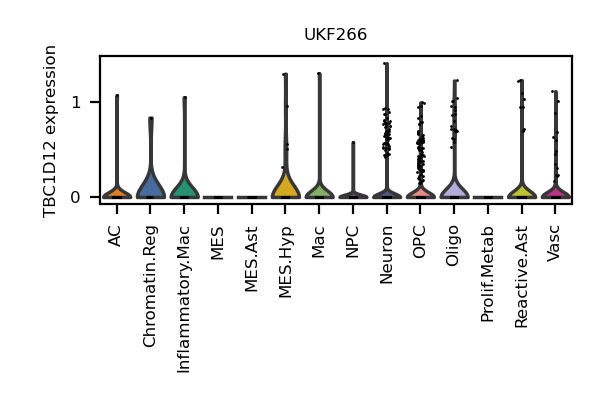 UKF266
TBC1D12 expression
1
0
AC
Chromatin.Reg
Inflammatory.Mac
MES
MES.Ast
MES.Hyp
Mac
NPC
Neuron
OPC
Oligo
Prolif.Metab
Reactive.Ast
Vasc